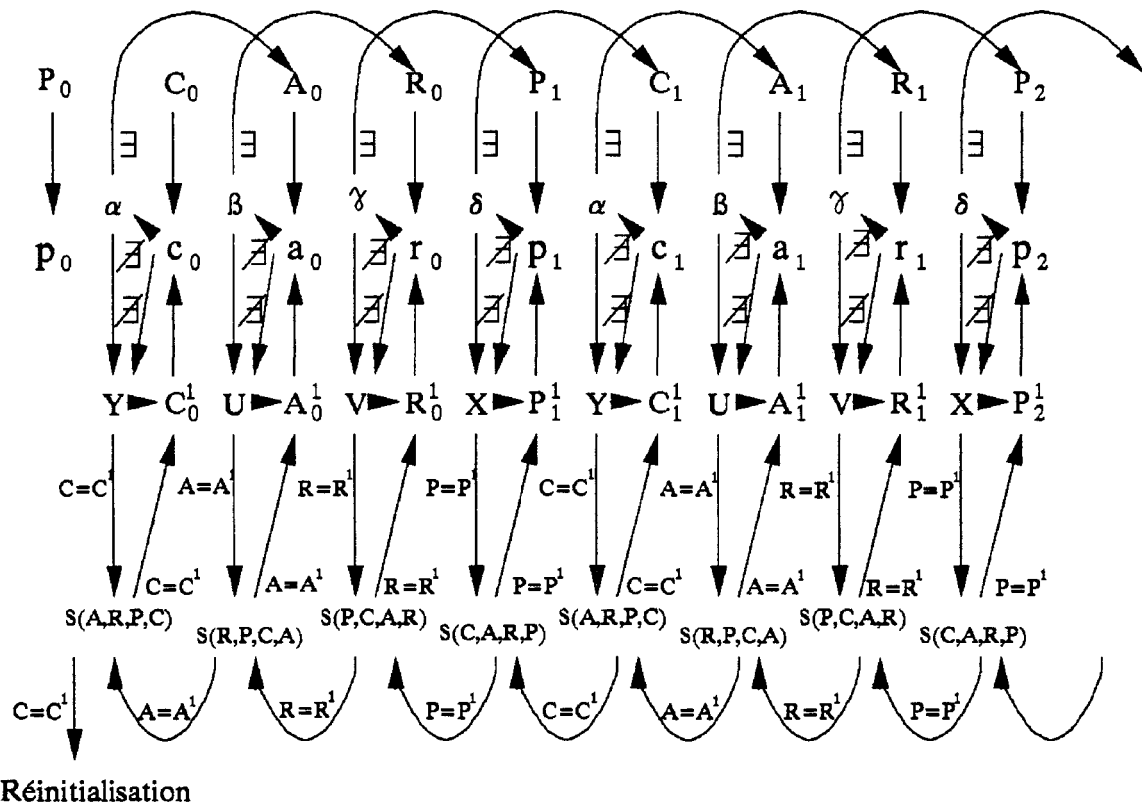 P₀ C₀ A₀ R₀ P₁ C₁ A₁ R₁ P₂
∃ ∃ ∃ ∃ ∃ ∃ ∃ ∃
α ß γ δ α ß γ δ
p₀ c₀ a₀ r₀ p₁ c₁ a₁ r₁ p₂
∄ ∄ ∄ ∄ ∄ ∄ ∄ ∄
∄ ∄ ∄ ∄ ∄ ∄ ∄ ∄
Y C₀¹ U A₀¹ V R₀¹ X P₁¹ Y C₁¹ U A₁¹ V R₁¹ X P₂¹
C=C¹ A=A¹ R=R¹ P=P¹ C=C¹ A=A¹ R=R¹ P=P¹
C=C¹ A=A¹ R=R¹ P=P¹ C=C¹ A=A¹ R=R¹ P=P¹
S(A,R,P,C) S(R,P,C,A) S(P,C,A,R) S(C,A,R,P) S(A,R,P,C) S(R,P,C,A) S(P,C,A,R) S(C,A,R,P)
C=C¹ A=A¹ R=R¹ P=P¹ C=C¹ A=A¹ R=R¹ P=P¹
Réinitialisation